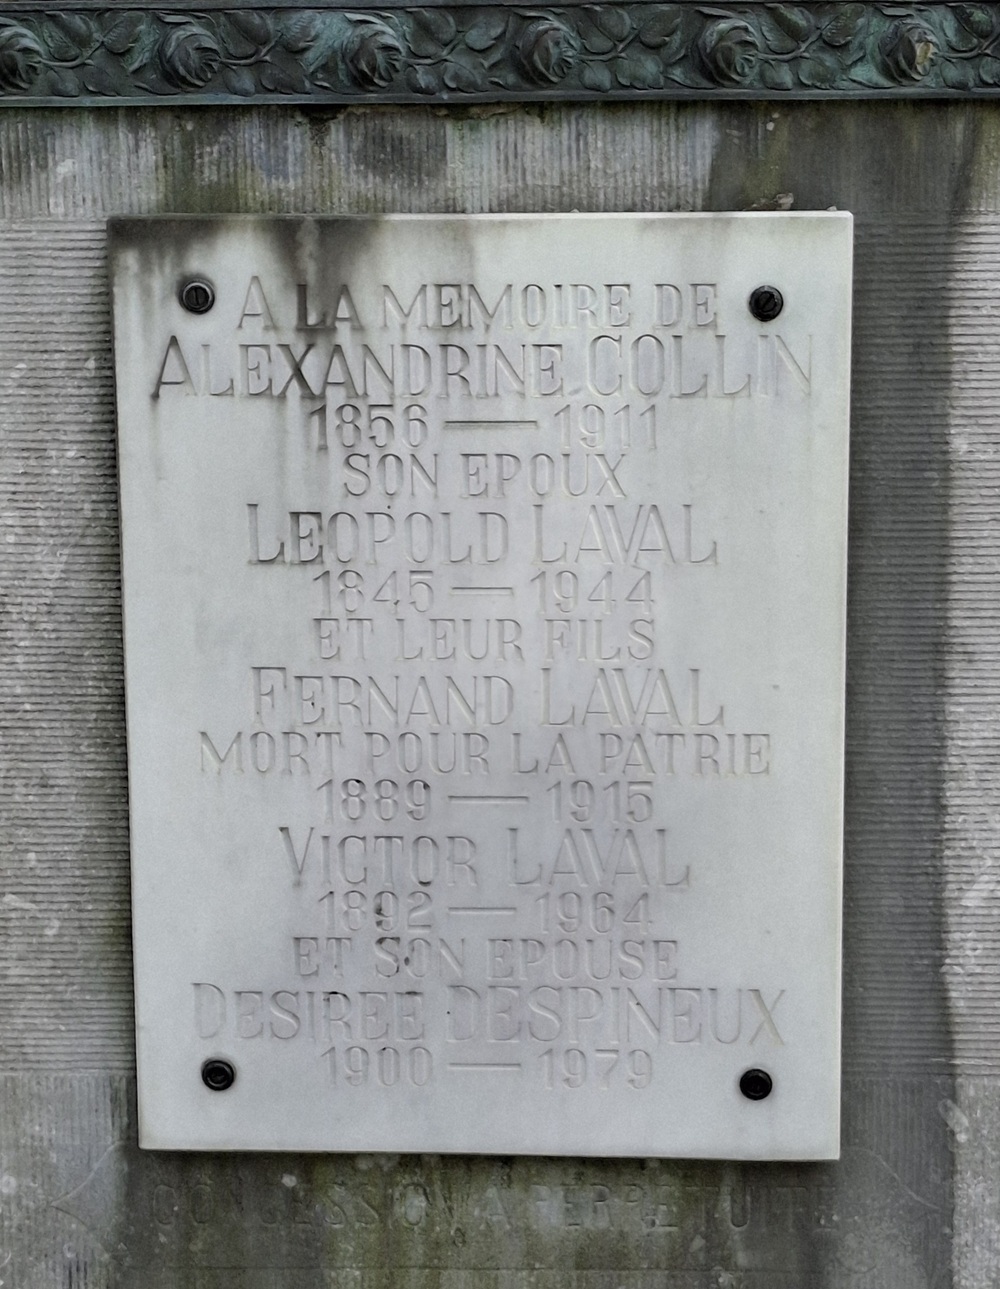 A LA MEMOIRE DE
ALEXANDRINE COLLIN
1856 — 1911
SON EPOUX
LEOPOLD LAVAL
1845 — 1944
ET LEUR FILS
FERNAND LAVAL
MORT POUR LA PATRIE
1889 — 1915
VICTOR LAVAL
1892 — 1964
ET SON EPOUSE
DESIREE DESPINEUX
1900 — 1979
CONCESSION A PERPETUITE